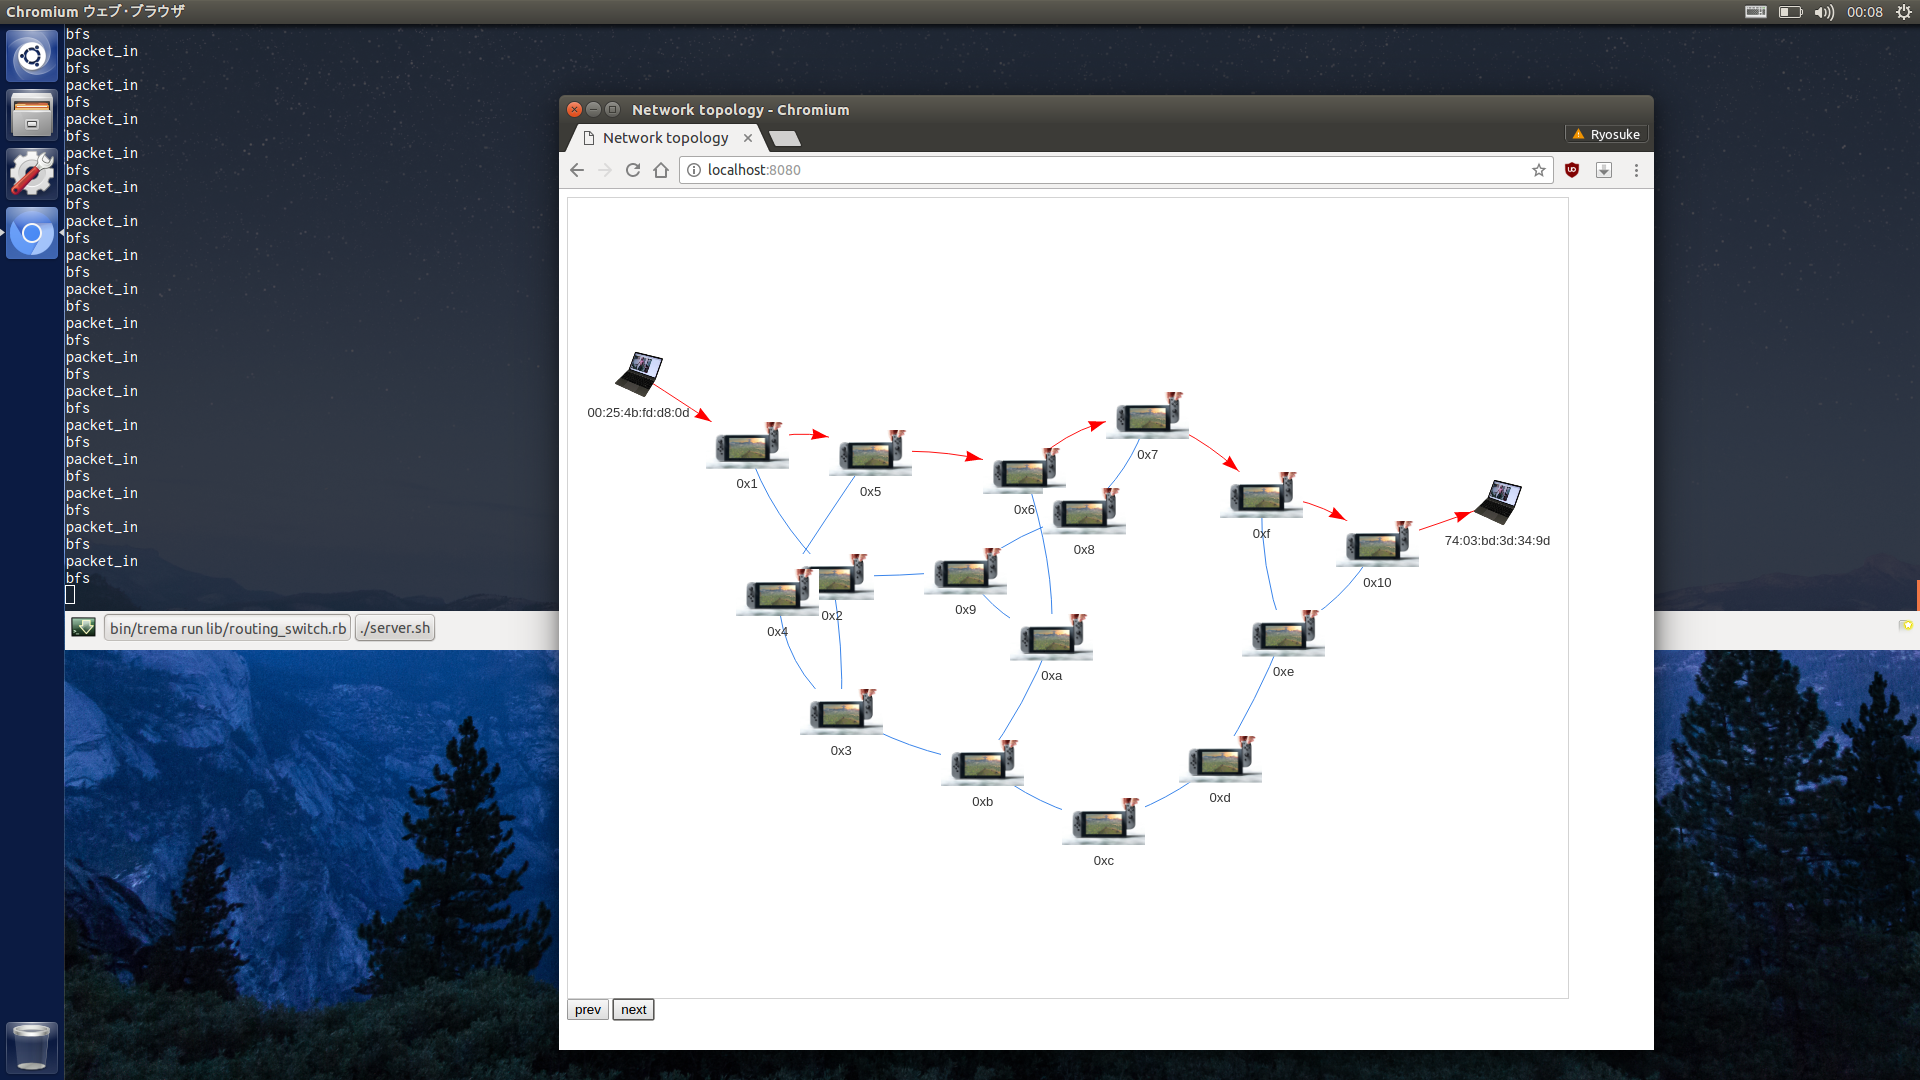 Chromium ウェブ・ブラウザ
00:08
bfs
packet_in
bfs
packet_in
bfs
packet_in
bfs
packet_in
bfs
packet_in
bfs
packet_in
bfs
packet_in
bfs
packet_in
bfs
packet_in
bfs
packet_in
bfs
packet_in
bfs
packet_in
bfs
packet_in
bfs
packet_in
bfs
packet_in
bfs
packet_in
bfs
bin/trema run lib/routing_switch.rb
./server.sh
Network topology - Chromium
Network topology
Ryosuke
localhost:8080
00:25:4b:fd:d8:0d
0x1
0x5
0x6
0x7
0x8
0xf
74:03:bd:3d:34:9d
0x10
0x9
0x2
0x4
0xa
0xe
0x3
0xb
0xd
0xc
prev
next